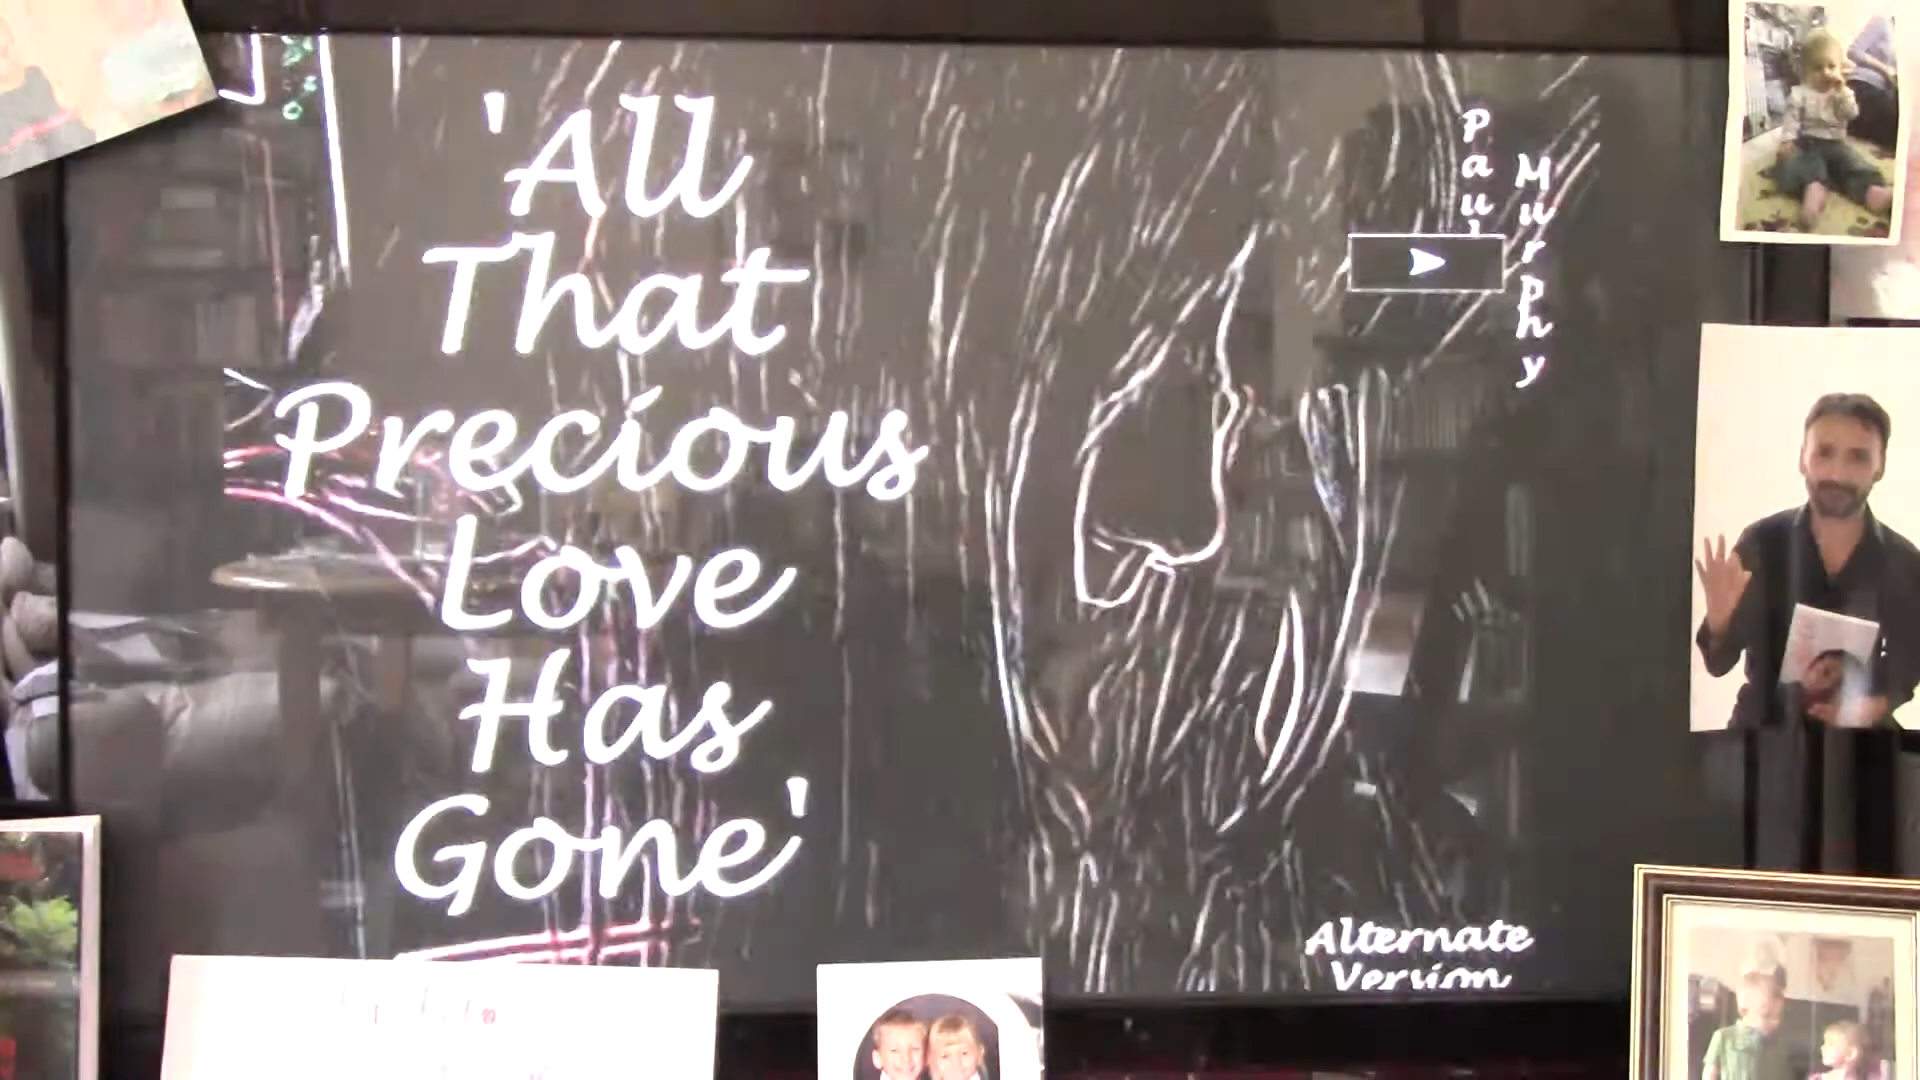 'All
That
Precious
Love
Has
Gone'
Paul
Murphy
Alternate
Version